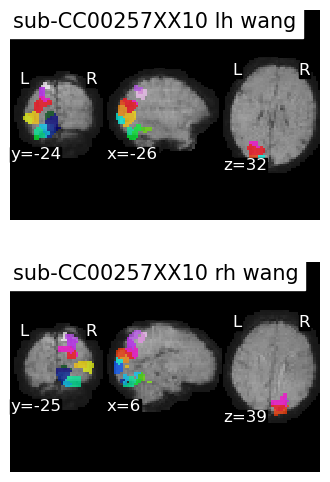 sub-CC00257XX10 lh wang
L R L R
y=-24 x=-26 z=32
sub-CC00257XX10 rh wang
L R L R
y=-25 x=6 z=39